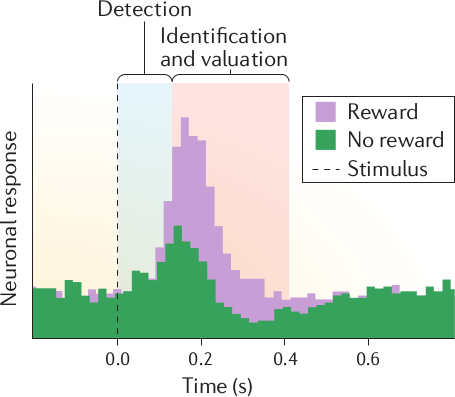 Detection
Identification
and valuation
Reward
No reward
Stimulus
Neuronal response
0.0
0.2
0.4
0.6
Time (s)